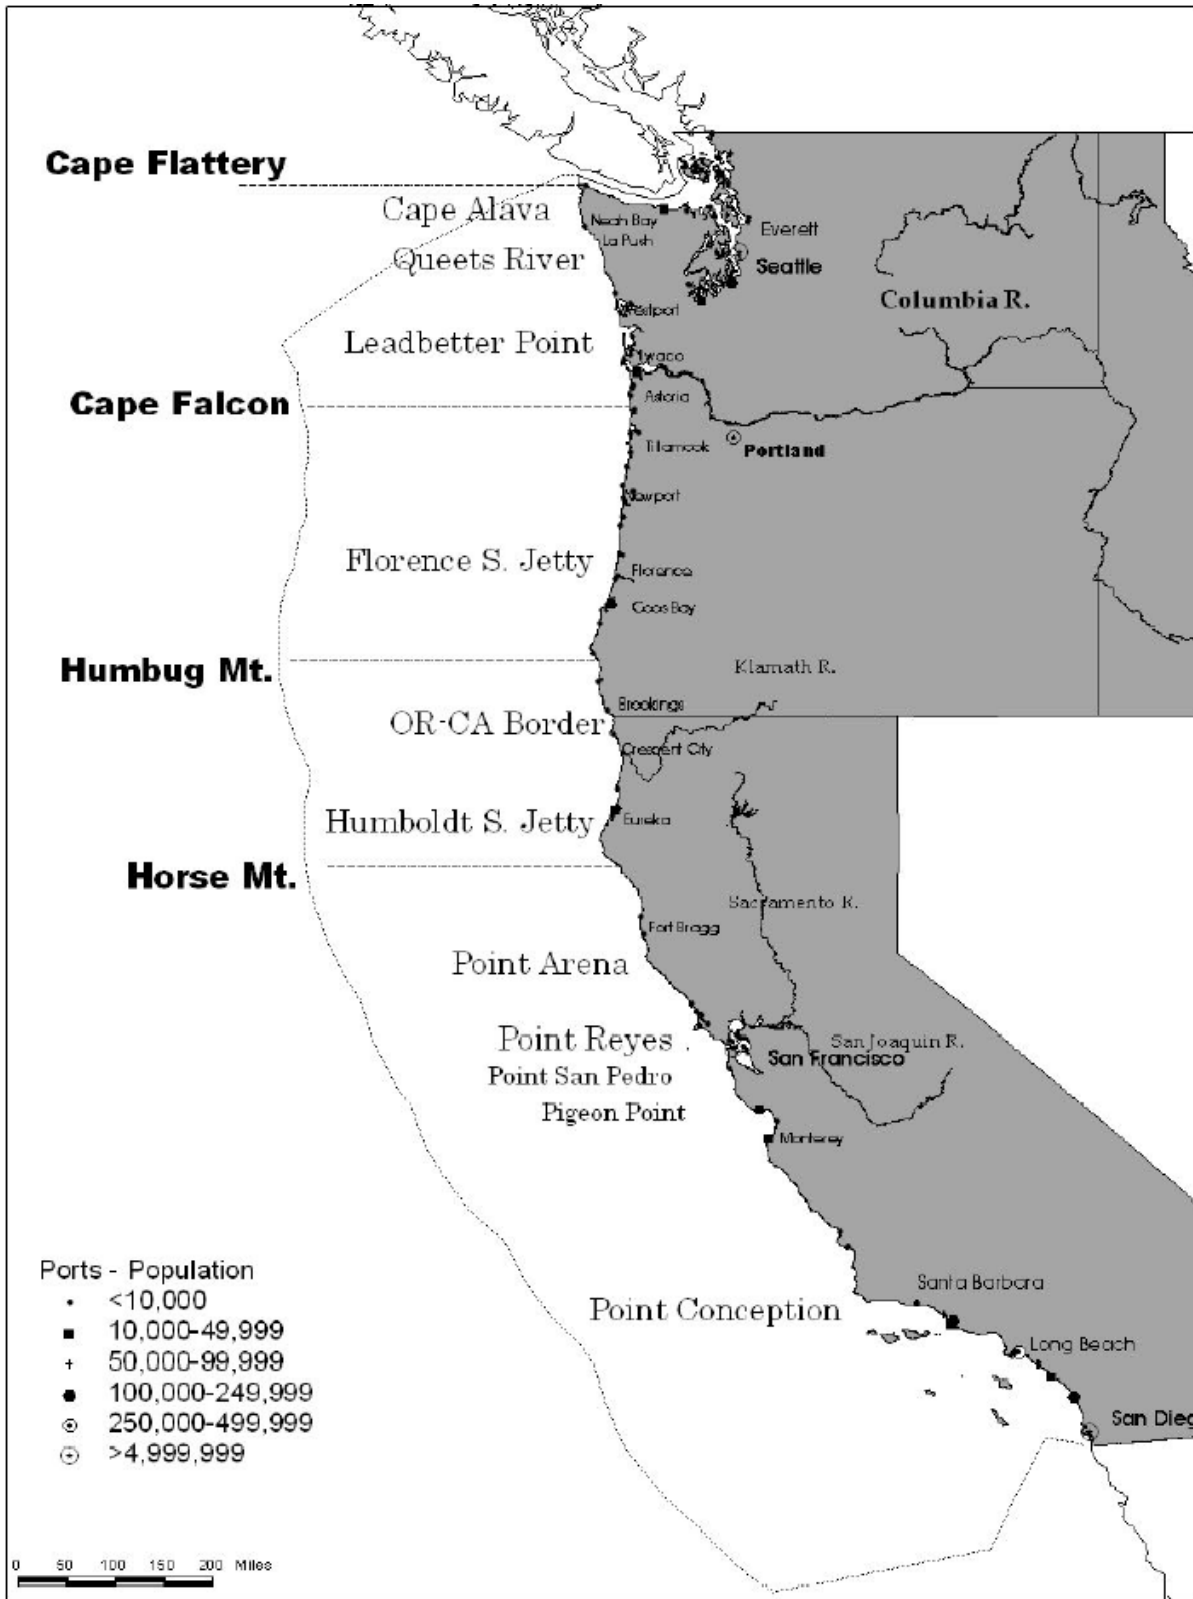 Cape Flattery
Cape Alava
Neah Bay
La Push
Everett
Queets River
Seattle
Columbia R.
Westport
Leadbetter Point
Ilwaco
Cape Falcon
Astoria
Tillamook
Portland
Newport
Florence S. Jetty
Florence
Coos Bay
Humbug Mt.
Klamath R.
Brookings
OR-CA Border
Crescent City
Humboldt S. Jetty
Eureka
Horse Mt.
Sacramento R.
Fort Bragg
Point Arena
Point Reyes
San Joaquin R.
San Francisco
Point San Pedro
Pigeon Point
Monterey
Santa Barbara
Point Conception
Long Beach
San Dieg
Ports - Population
<10,000
10,000-49,999
50,000-99,999
100,000-249,999
250,000-499,999
>4,999,999
0 50 100 150 200 Miles